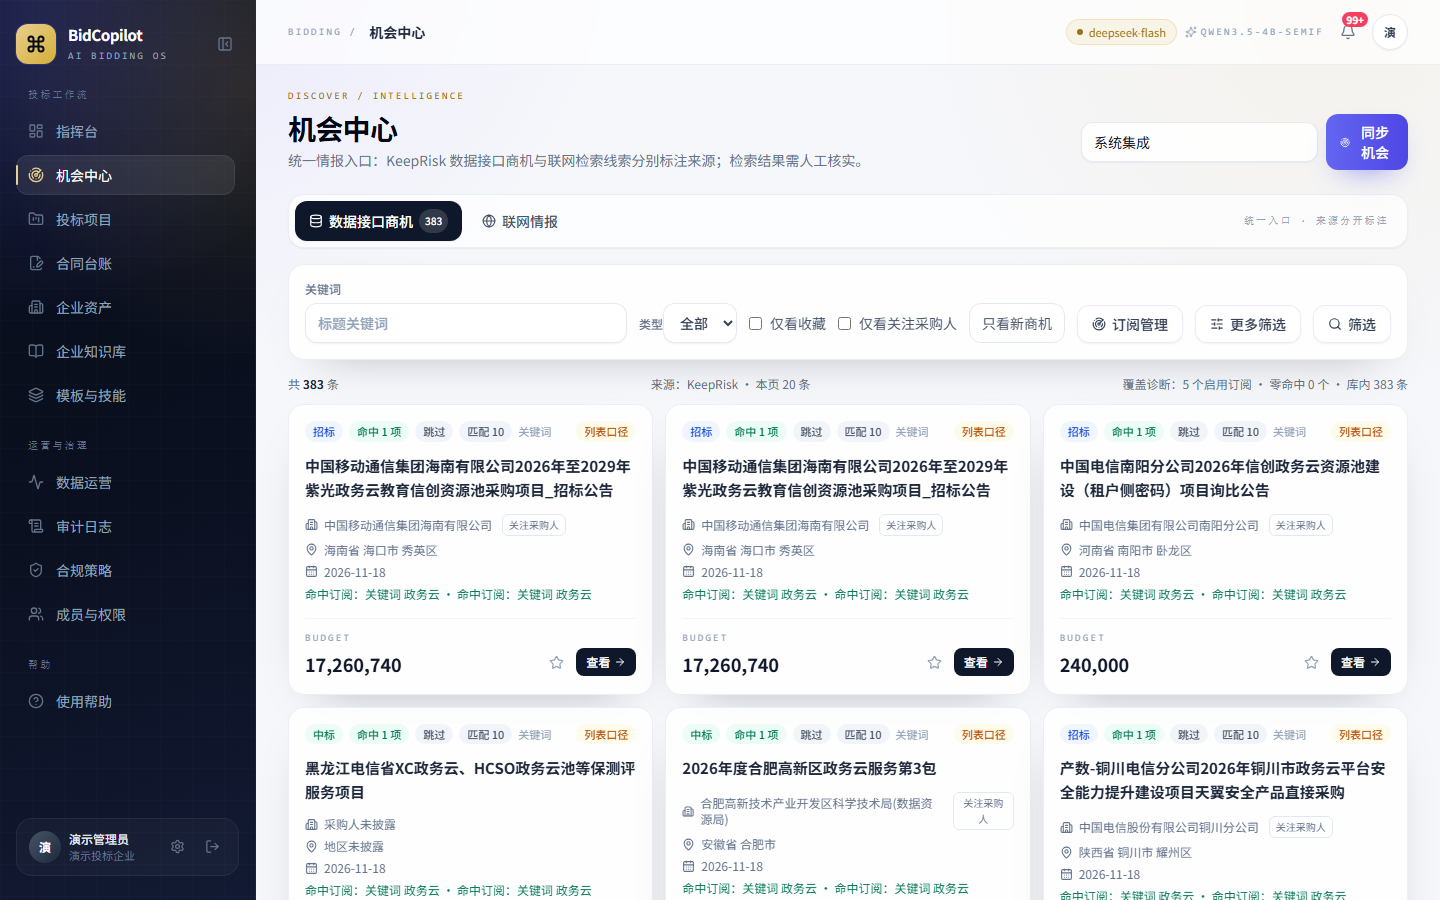 BidCopilot
AI BIDDING OS
投标工作流
指挥台
机会中心
投标项目
合同台账
企业资产
企业知识库
模板与技能
运营与治理
数据运营
审计日志
合规策略
成员与权限
帮助
使用帮助
演
演示管理员
演示投标企业
BIDDING / 机会中心
deepseek-flash
QWEN3.5-4B-SEMIF
99+
演
DISCOVER / INTELLIGENCE
机会中心
统一情报入口：KeepRisk 数据接口商机与联网检索线索分别标注来源；检索结果需人工核实。
系统集成
同步
机会
数据接口商机 383
联网情报
统一入口 · 来源分开标注
关键词
标题关键词
类型 全部
仅看收藏
仅看关注采购人
只看新商机
订阅管理
更多筛选
筛选
共 383 条
来源：KeepRisk • 本页 20 条
覆盖诊断：5 个启用订阅 • 零命中 0 个 • 库内 383 条
招标 命中 1 项 跳过 匹配 10 关键词 列表口径
中国移动通信集团海南有限公司2026年至2029年
紫光政务云教育信创资源池采购项目_招标公告
中国移动通信集团海南有限公司 关注采购人
海南省 海口市 秀英区
2026-11-18
命中订阅：关键词 政务云 • 命中订阅：关键词 政务云
BUDGET
17,260,740
查看
招标 命中 1 项 跳过 匹配 10 关键词 列表口径
中国移动通信集团海南有限公司2026年至2029年
紫光政务云教育信创资源池采购项目_招标公告
中国移动通信集团海南有限公司 关注采购人
海南省 海口市 秀英区
2026-11-18
命中订阅：关键词 政务云 • 命中订阅：关键词 政务云
BUDGET
17,260,740
查看
招标 命中 1 项 跳过 匹配 10 关键词 列表口径
中国电信南阳分公司2026年信创政务云资源池建
设（租户侧密码）项目询比公告
中国电信集团有限公司南阳分公司 关注采购人
河南省 南阳市 卧龙区
2026-11-18
命中订阅：关键词 政务云 • 命中订阅：关键词 政务云
BUDGET
240,000
查看
中标 命中 1 项 跳过 匹配 10 关键词 列表口径
黑龙江电信省XC政务云、HCSO政务云池等保测评
服务项目
采购人未披露
地区未披露
2026-11-18
命中订阅：关键词 政务云 • 命中订阅：关键词 政务云
中标 命中 1 项 跳过 匹配 10 关键词 列表口径
2026年度合肥高新区政务云服务第3包
合肥高新技术产业开发区科学技术局(数据资
源局)
关注采购
人
安徽省 合肥市
2026-11-18
命中订阅：关键词 政务云 • 命中订阅：关键词 政务云
招标 命中 1 项 跳过 匹配 10 关键词 列表口径
产数-铜川电信分公司2026年铜川市政务云平台安
全能力提升建设项目天翼安全产品直接采购
中国电信股份有限公司铜川分公司 关注采购人
陕西省 铜川市 耀州区
2026-11-18
命中订阅：关键词 政务云 • 命中订阅：关键词 政务云